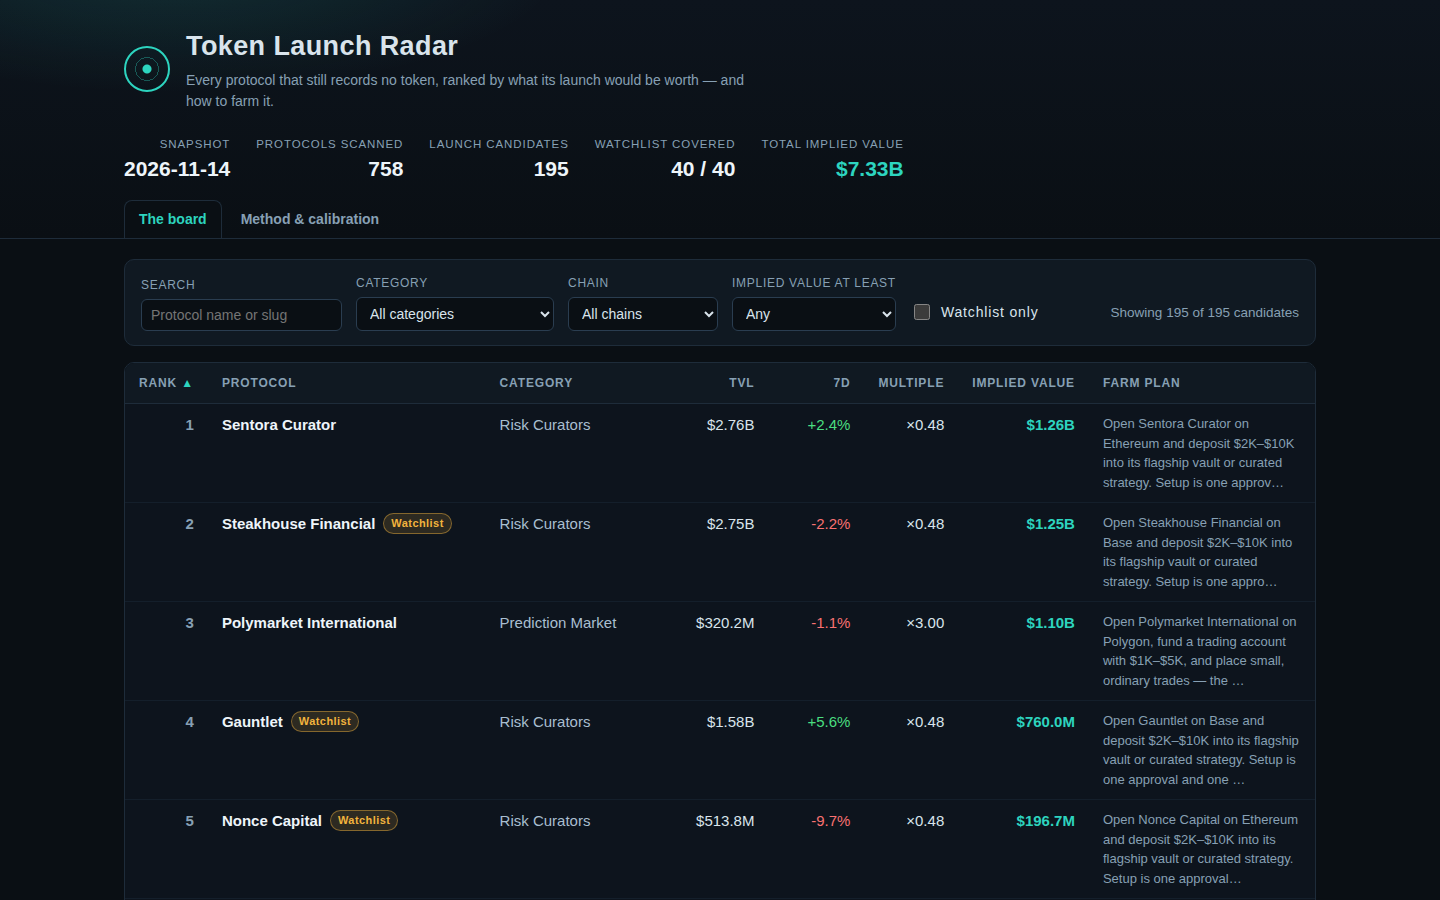 Token Launch Radar
Every protocol that still records no token, ranked by what its launch would be worth — and
how to farm it.
SNAPSHOT PROTOCOLS SCANNED LAUNCH CANDIDATES WATCHLIST COVERED TOTAL IMPLIED VALUE
2026-11-14 758 195 40 / 40 $7.33B
The board Method & calibration
SEARCH CATEGORY CHAIN IMPLIED VALUE AT LEAST
Protocol name or slug All categories All chains Any Watchlist only Showing 195 of 195 candidates
RANK ▲ PROTOCOL CATEGORY TVL 7D MULTIPLE IMPLIED VALUE FARM PLAN
1 Sentora Curator Risk Curators $2.76B +2.4% ×0.48 $1.26B Open Sentora Curator on
Ethereum and deposit $2K–$10K
into its flagship vault or curated
strategy. Setup is one approv…
2 Steakhouse Financial Watchlist Risk Curators $2.75B -2.2% ×0.48 $1.25B Open Steakhouse Financial on
Base and deposit $2K–$10K into
its flagship vault or curated
strategy. Setup is one appro…
3 Polymarket International Prediction Market $320.2M -1.1% ×3.00 $1.10B Open Polymarket International on
Polygon, fund a trading account
with $1K–$5K, and place small,
ordinary trades — the …
4 Gauntlet Watchlist Risk Curators $1.58B +5.6% ×0.48 $760.0M Open Gauntlet on Base and
deposit $2K–$10K into its flagship
vault or curated strategy. Setup is
one approval and one …
5 Nonce Capital Watchlist Risk Curators $513.8M -9.7% ×0.48 $196.7M Open Nonce Capital on Ethereum
and deposit $2K–$10K into its
flagship vault or curated strategy.
Setup is one approval…